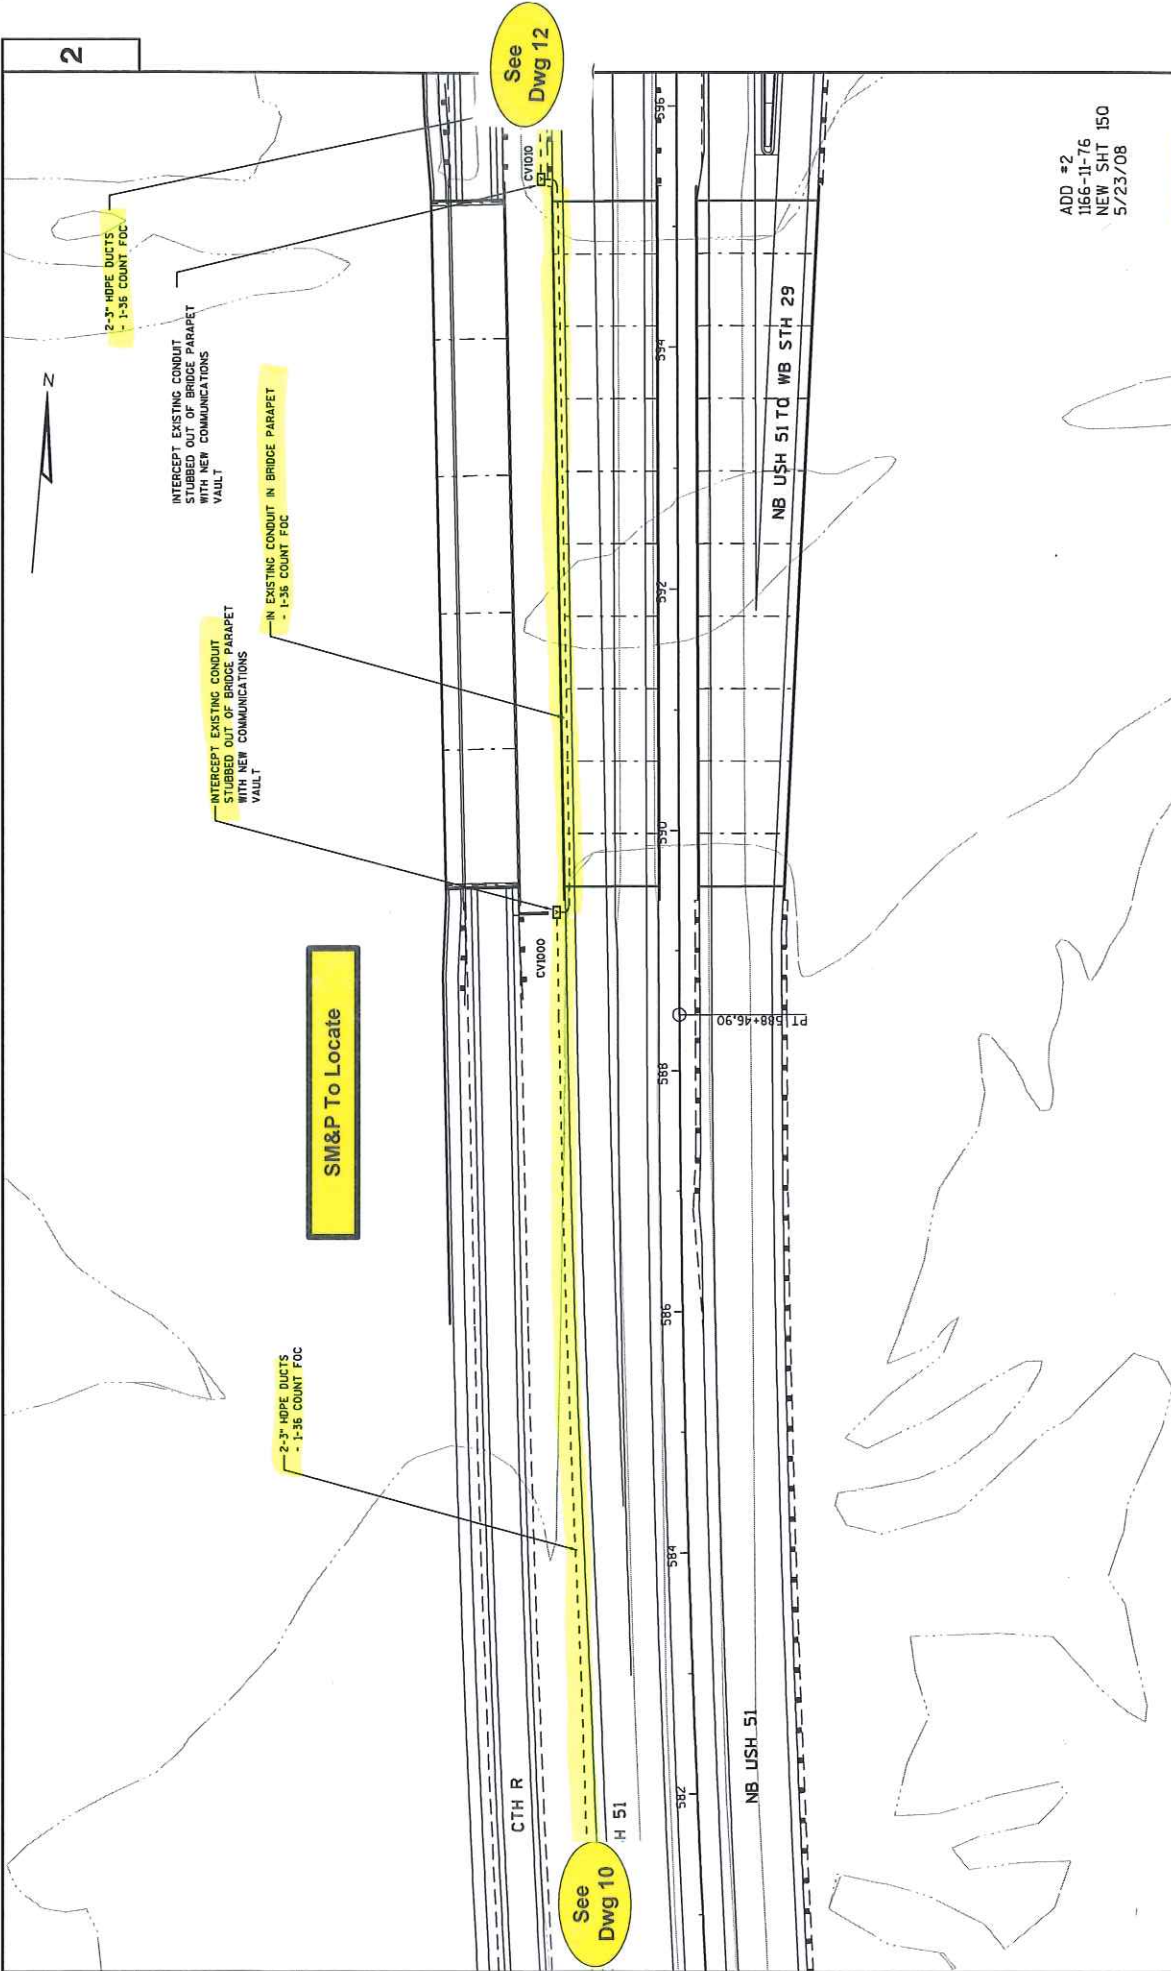 2
See
Dwg 12
2-3" HDPE DUCTS
- 1-36 COUNT FOC
INTERCEPT EXISTING CONDUIT
STUBBED OUT OF BRIDGE PARAPET
WITH NEW COMMUNICATIONS
VAULT
N
IN EXISTING CONDUIT IN BRIDGE PARAPET
- 1-36 COUNT FOC
INTERCEPT EXISTING CONDUIT
STUBBED OUT OF BRIDGE PARAPET
WITH NEW COMMUNICATIONS
VAULT
SM&P To Locate
2-3" HDPE DUCTS
- 1-36 COUNT FOC
CV1010
CV1000
CTH R
See
Dwg 10
H 51
582
584
586
588
590
592
594
596
PT 588+46.90
NB USH 51
NB USH 51 TO WB STH 29
ADD #2
1166-11-76
NEW SHT 150
5/23/08